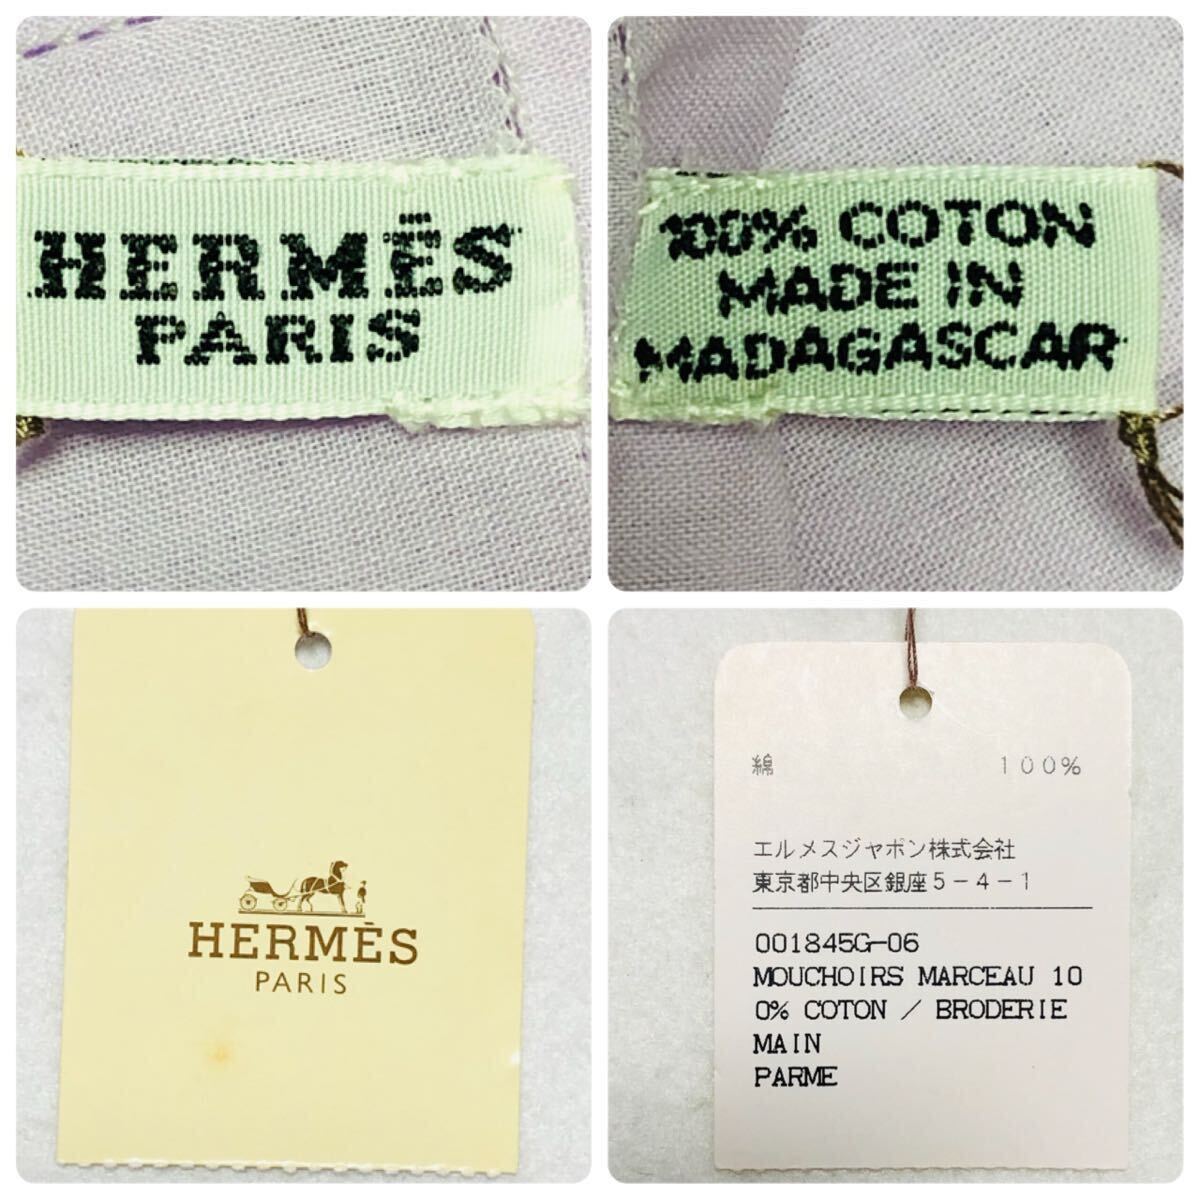 HERMÈS
PARIS
100% COTON
MADE IN
MADAGASCAR
HERMÈS
PARIS
綿 100%
エルメスジャポン株式会社
東京都中央区銀座5-4-1
001845G-06
MOUCHOIRS MARCEAU 10
0% COTON / BRODERIE
MAIN
PARME